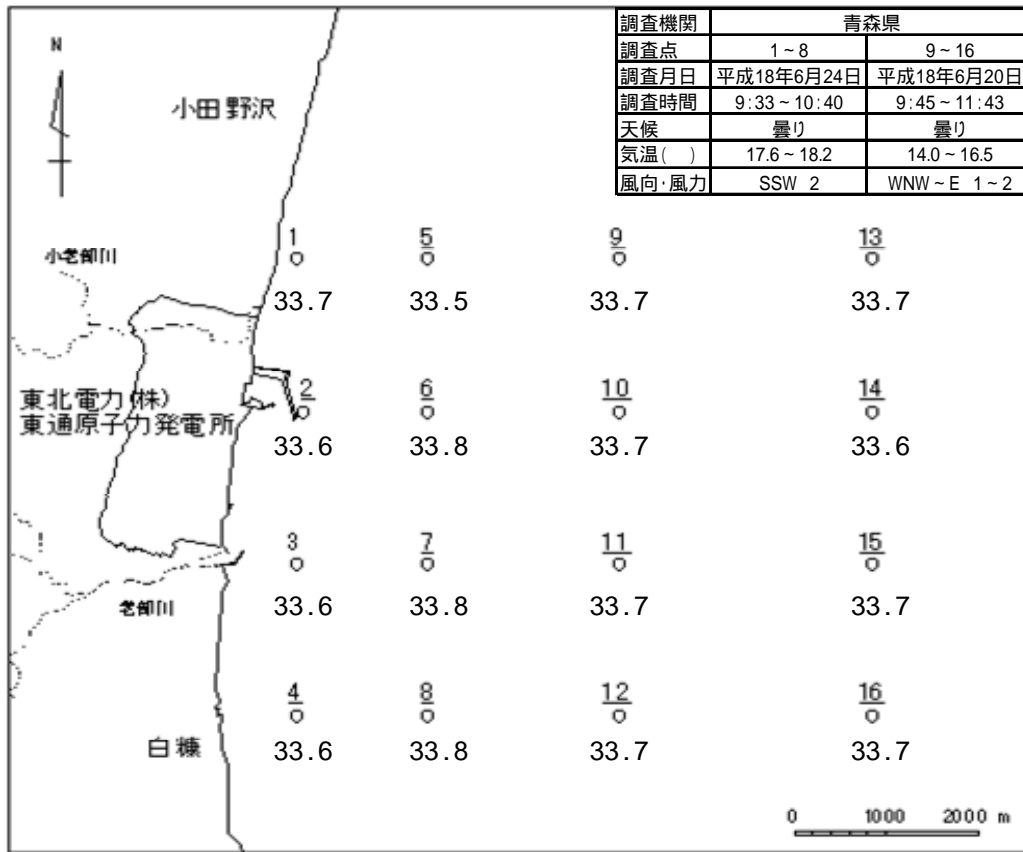 調査機関 青森県
調査点 1~8 9~16
調査月日 平成18年6月24日 平成18年6月20日
調査時間 9:33~10:40 9:45~11:43
天候 曇り 曇り
気温( ) 17.6~18.2 14.0~16.5
風向・風力 SSW 2 WNW~E 1~2
N
小田野沢
小老部川
1 5 9 13
33.7 33.5 33.7 33.7
東北電力(株)
東通原子力発電所
2 6 10 14
33.6 33.8 33.7 33.6
3 7 11 15
33.6 33.8 33.7 33.7
老部川
4 8 12 16
33.6 33.8 33.7 33.7
白糠
0 1000 2000 m